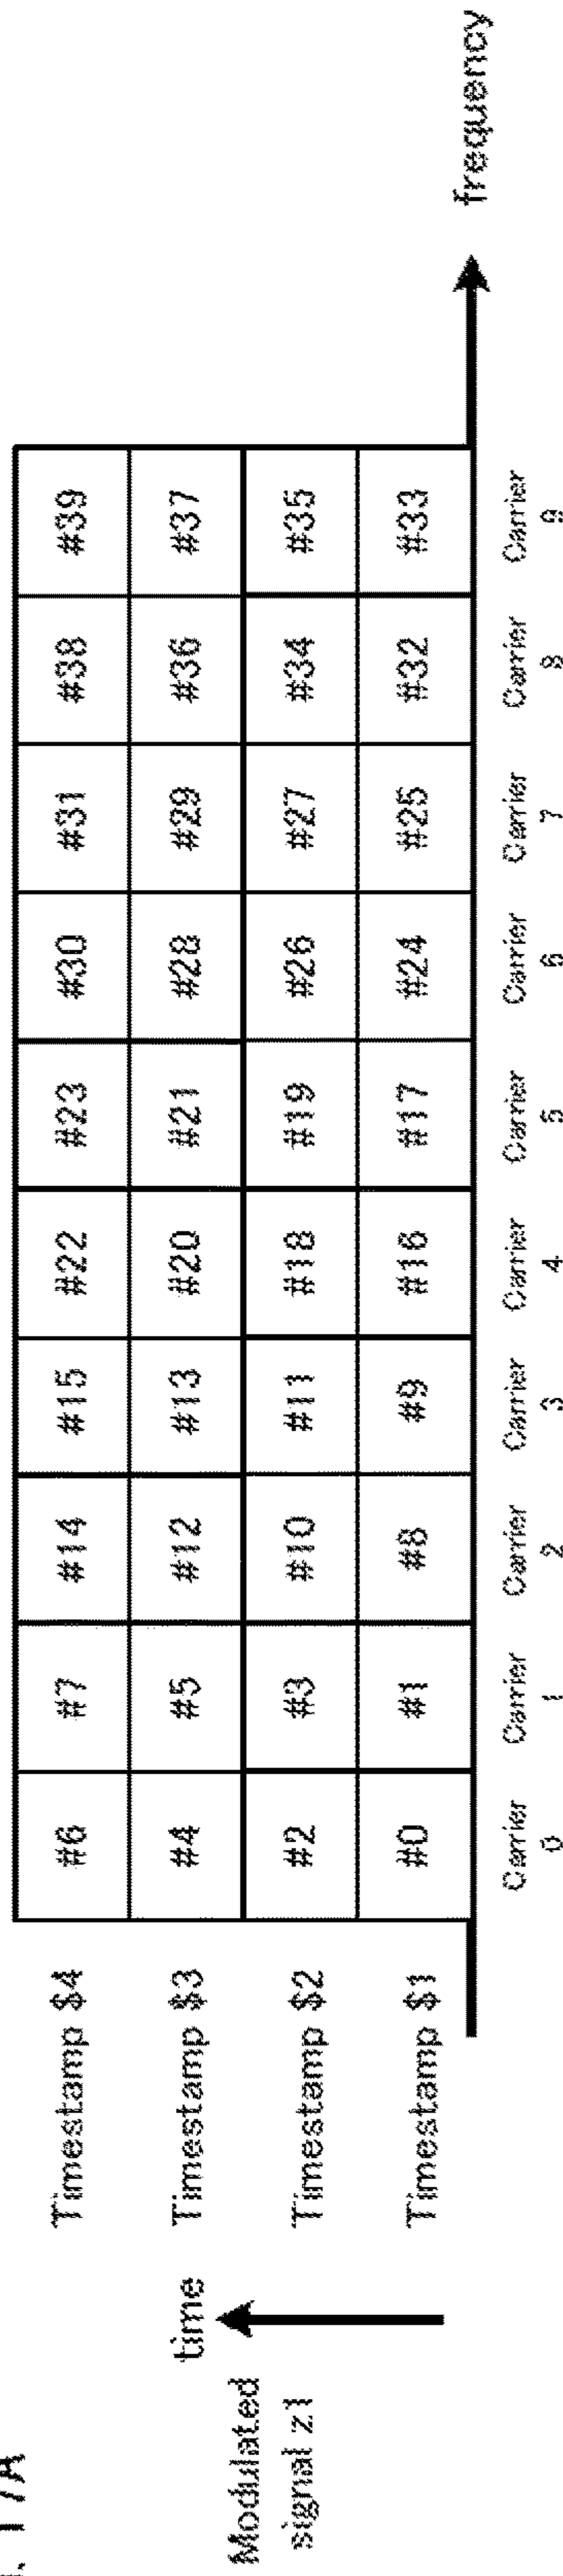 17A
Modulated
signal z1
time
Timestamp $4 #6 #7 #14 #15 #22 #23 #30 #31 #38 #39
Timestamp $3 #4 #5 #12 #13 #20 #21 #28 #29 #36 #37
Timestamp $2 #2 #3 #10 #11 #18 #19 #26 #27 #34 #35
Timestamp $1 #0 #1 #8 #9 #16 #17 #24 #25 #32 #33
Carrier Carrier Carrier Carrier Carrier Carrier Carrier Carrier Carrier Carrier
0 1 2 3 4 5 6 7 8 9
frequency